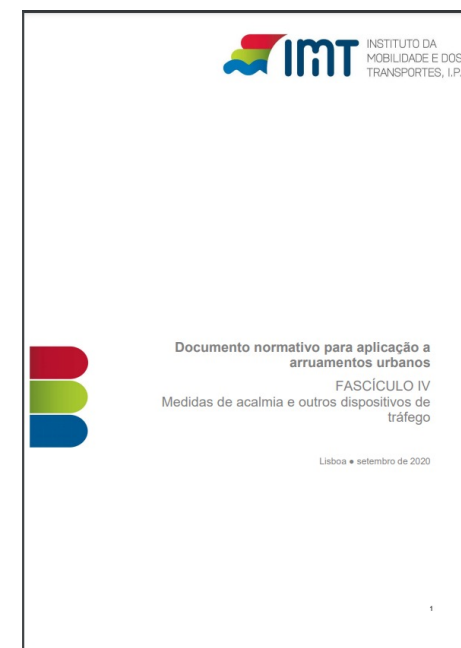 IMT
INSTITUTO DA
MOBILIDADE E DOS
TRANSPORTES, I.P.
Documento normativo para aplicação a
arruamentos urbanos
FASCÍCULO IV
Medidas de acalmia e outros dispositivos de
tráfego
Lisboa ● setembro de 2020
1